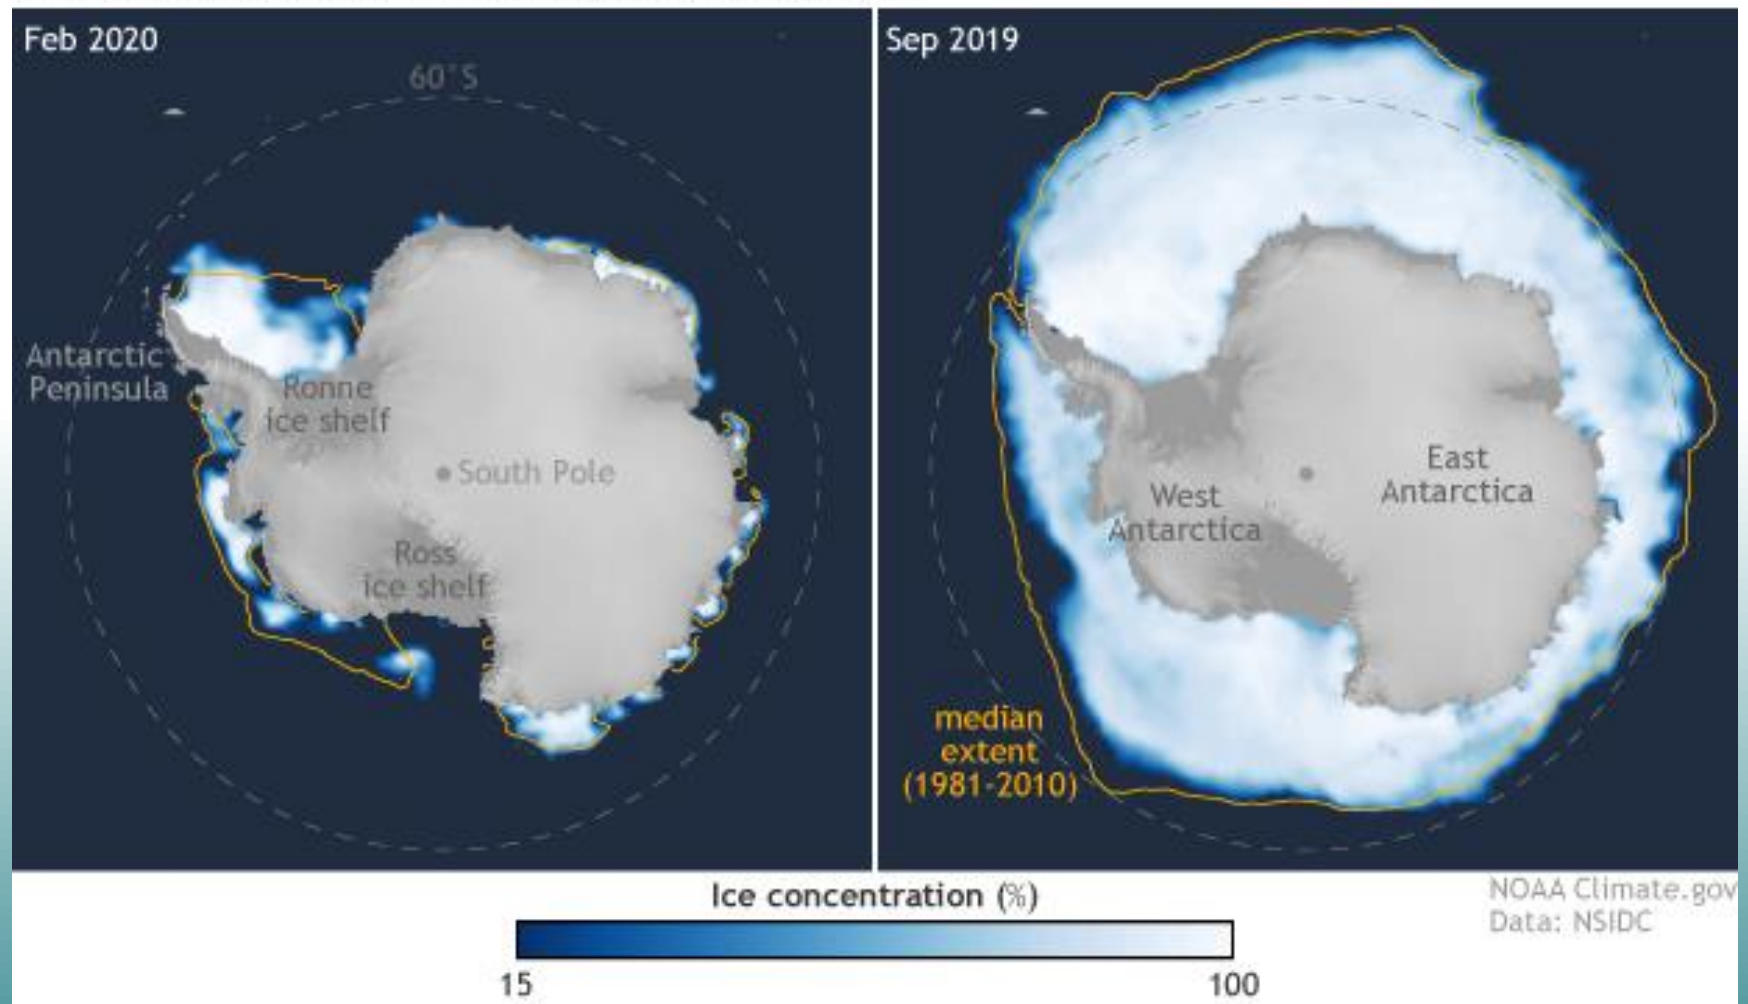 Feb 2020
60°S
Antarctic
Peninsula
Ronne
ice shelf
South Pole
Ross
ice shelf
Sep 2019
East
Antarctica
West
Antarctica
median
extent
(1981-2010)
Ice concentration (%)
15
100
NOAA Climate.gov
Data: NSIDC